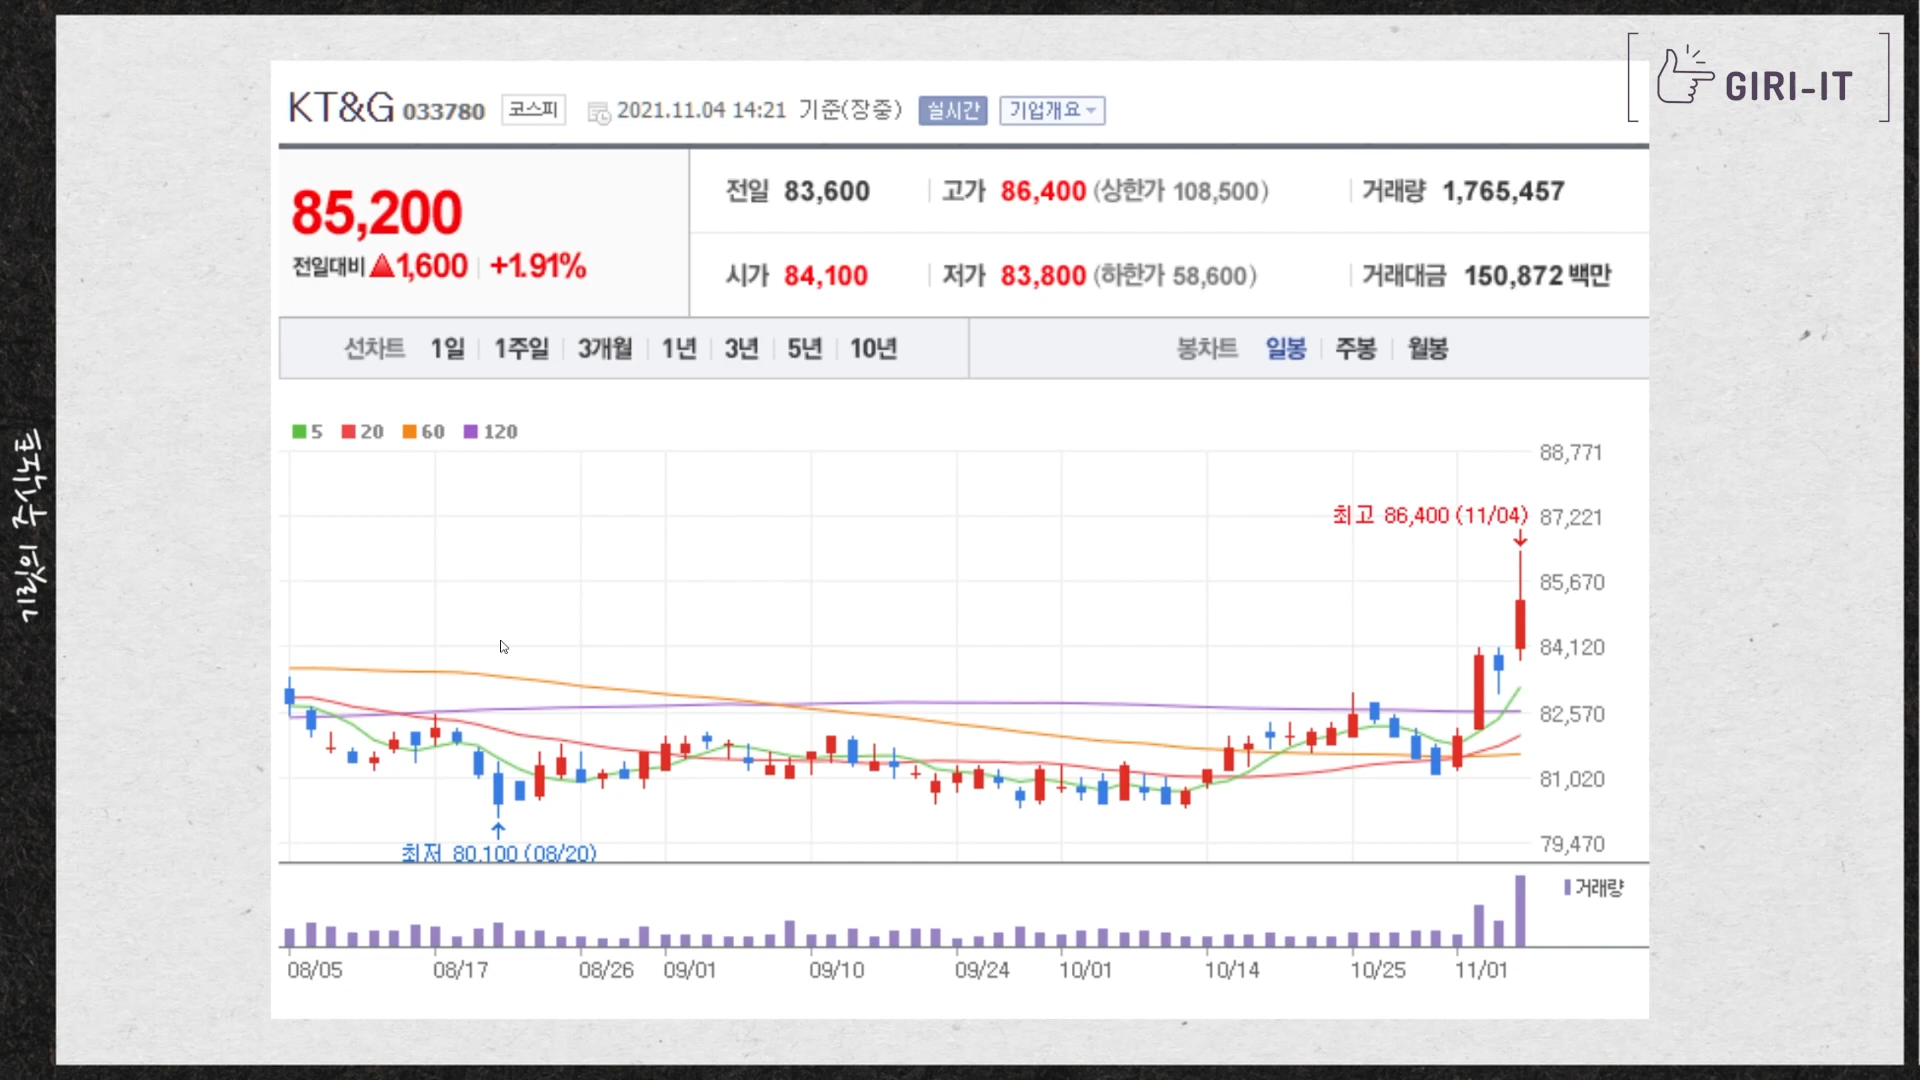 GIRI-IT
KT&G 033780 코스피 2021.11.04 14:21 기준(장중) 실시간 기업개요
85,200
전일대비 ▲1,600 +1.91%
전일 83,600 고가 86,400 (상한가 108,500) 거래량 1,765,457
시가 84,100 저가 83,800 (하한가 58,600) 거래대금 150,872 백만
선차트 1일 1주일 3개월 1년 3년 5년 10년 봉차트 일봉 주봉 월봉
5 20 60 120
88,771
최고 86,400 (11/04) 87,221
85,670
84,120
82,570
81,020
79,470
최저 80,100 (08/20)
거래량
08/05 08/17 08/26 09/01 09/10 09/24 10/01 10/14 10/25 11/01
기릿의 주식노트